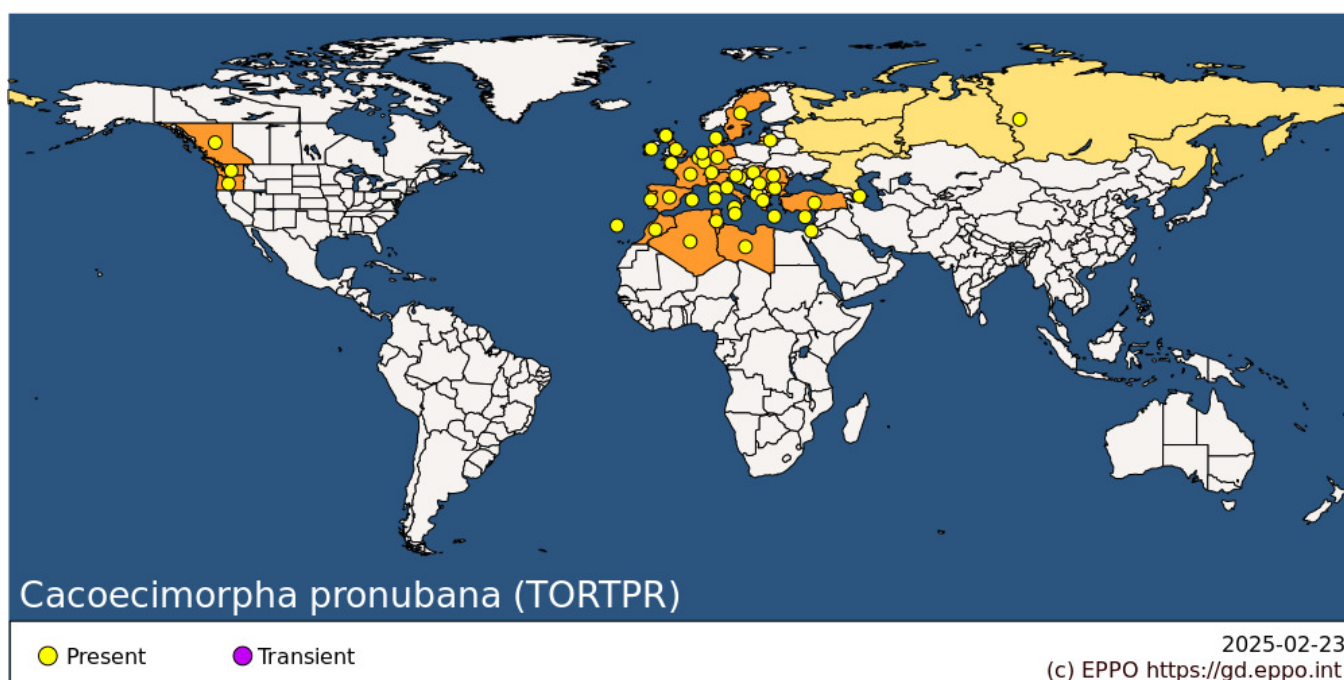 Cacoecimorpha pronubana (TORTPR)
Present
Transient
2025-02-23
(c) EPPO https://gd.eppo.int